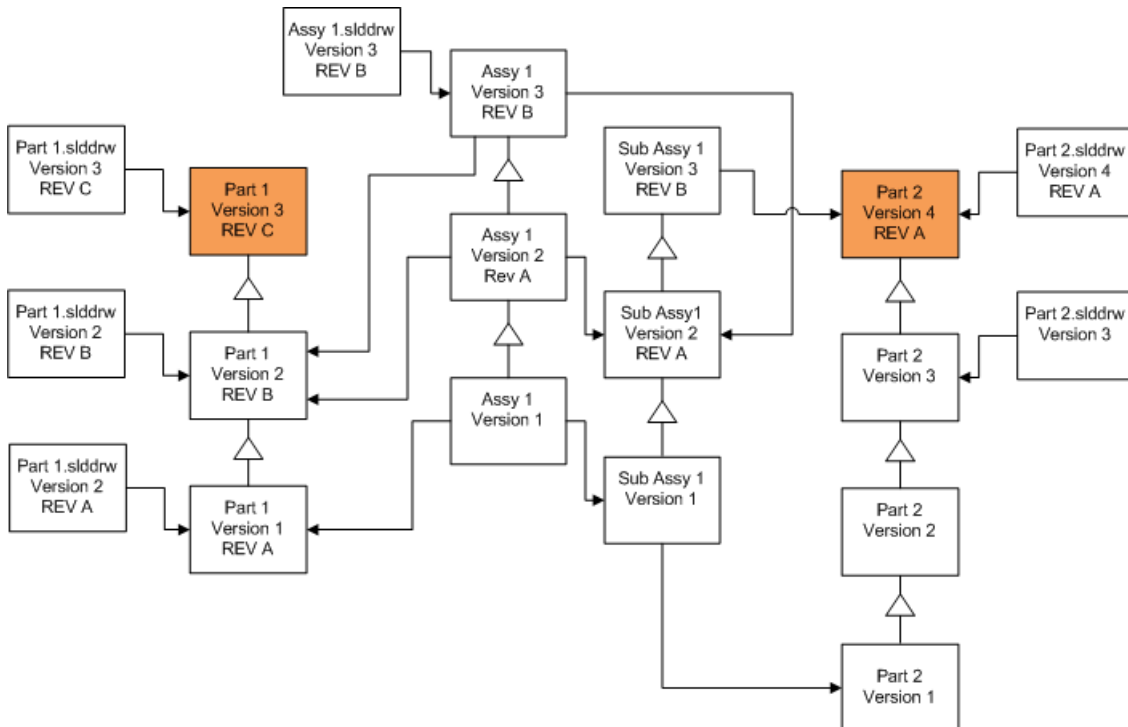 Assy 1.slddrw
Version 3
REV B
Assy 1
Version 3
REV B
Part 1.slddrw
Version 3
REV C
Part 1
Version 3
REV C
Sub Assy 1
Version 3
REV B
Part 2
Version 4
REV A
Part 2.slddrw
Version 4
REV A
Assy 1
Version 2
Rev A
Part 1.slddrw
Version 2
REV B
Part 1
Version 2
REV B
Sub Assy1
Version 2
REV A
Part 2
Version 3
Part 2.slddrw
Version 3
Assy 1
Version 1
Part 1.slddrw
Version 2
REV A
Part 1
Version 1
REV A
Sub Assy 1
Version 1
Part 2
Version 2
Part 2
Version 1